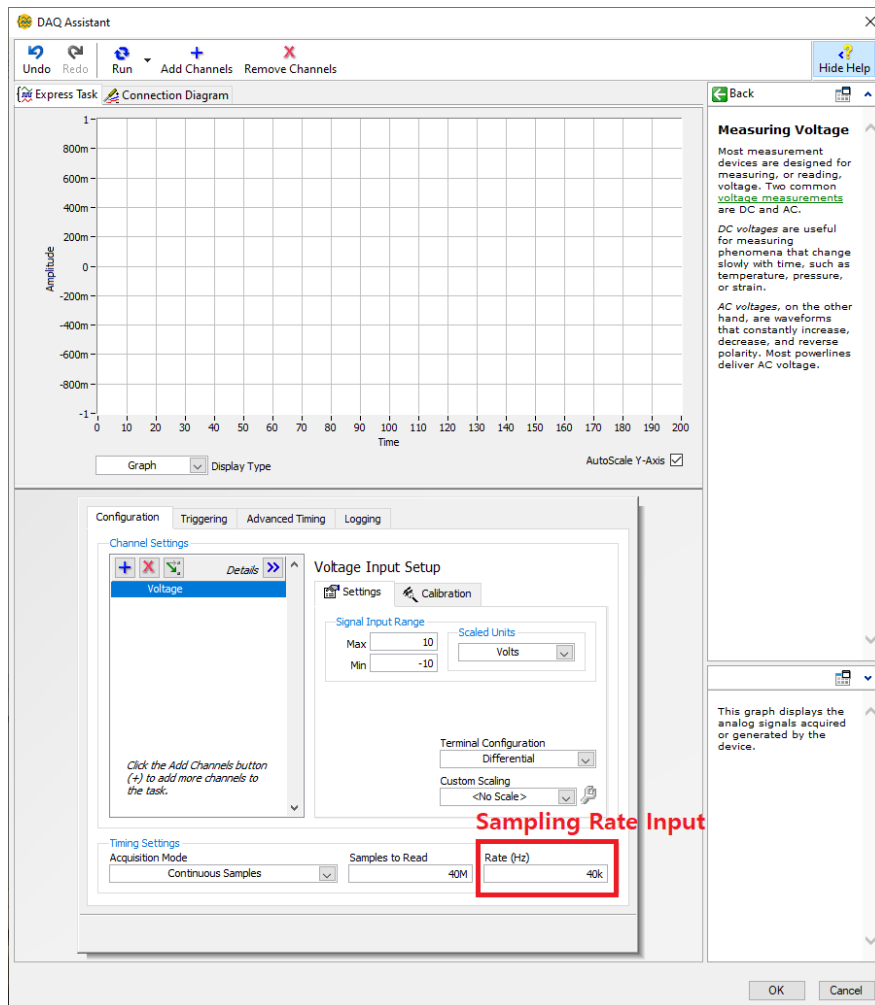 DAQ Assistant
Undo Redo Run Add Channels Remove Channels Hide Help
Express Task Connection Diagram
1
800m
600m
400m
200m
0
-200m
-400m
-600m
-800m
-1
Amplitude
0 10 20 30 40 50 60 70 80 90 100 110 120 130 140 150 160 170 180 190 200
Time
Graph Display Type AutoScale Y-Axis
Back
Measuring Voltage
Most measurement
devices are designed for
measuring, or reading,
voltage. Two common
voltage measurements
are DC and AC.
DC voltages are useful
for measuring
phenomena that change
slowly with time, such as
temperature, pressure,
or strain.
AC voltages, on the other
hand, are waveforms
that constantly increase,
decrease, and reverse
polarity. Most powerlines
deliver AC voltage.
Configuration Triggering Advanced Timing Logging
Channel Settings
Details
Voltage
Click the Add Channels button
(+) to add more channels to
the task.
Voltage Input Setup
Settings Calibration
Signal Input Range
Max 10
Min -10
Scaled Units
Volts
Terminal Configuration
Differential
Custom Scaling
<No Scale>
Sampling Rate Input
Timing Settings
Acquisition Mode Samples to Read Rate (Hz)
Continuous Samples 40M 40k
This graph displays the
analog signals acquired
or generated by the
device.
OK Cancel